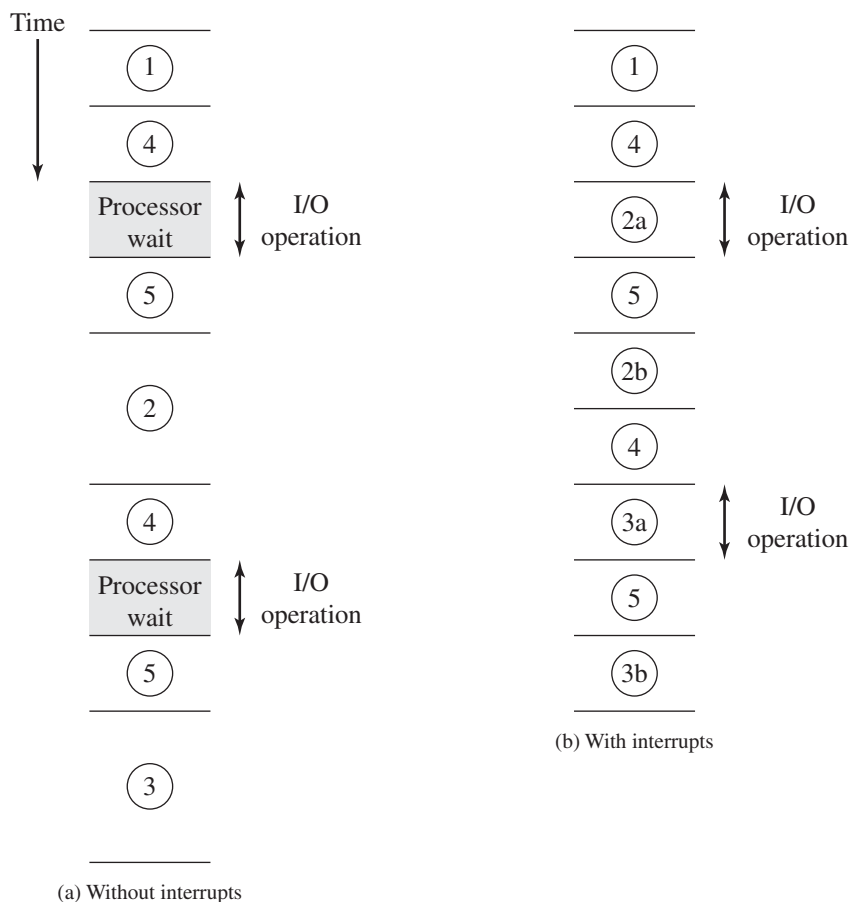 Time
1
4
Processor
wait
I/O
operation
5
2
4
Processor
wait
I/O
operation
5
3
(a) Without interrupts
1
4
2a
I/O
operation
5
2b
4
3a
I/O
operation
5
3b
(b) With interrupts